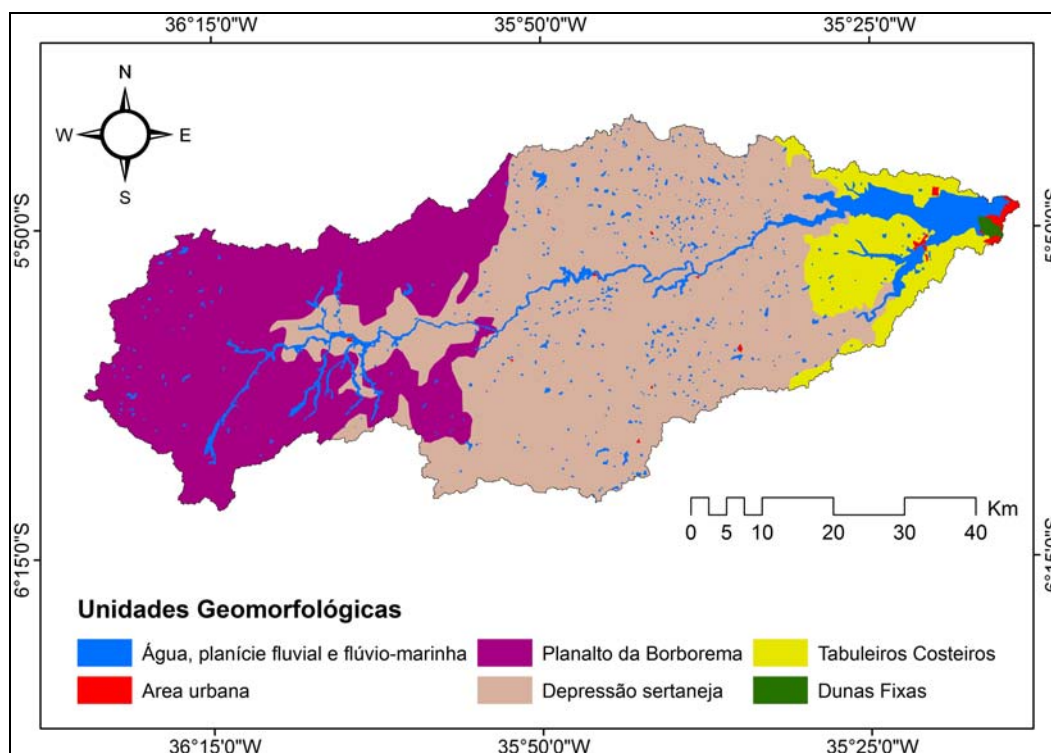 36°15'0"W 35°50'0"W 35°25'0"W
N
W E
S
5°50'0"S 5°50'0"S
Km
0 5 10 20 30 40
6°15'0"S 6°15'0"S
Unidades Geomorfológicas
Água, planície fluvial e flúvio-marinha Planalto da Borborema Tabuleiros Costeiros
Area urbana Depressão sertaneja Dunas Fixas
36°15'0"W 35°50'0"W 35°25'0"W